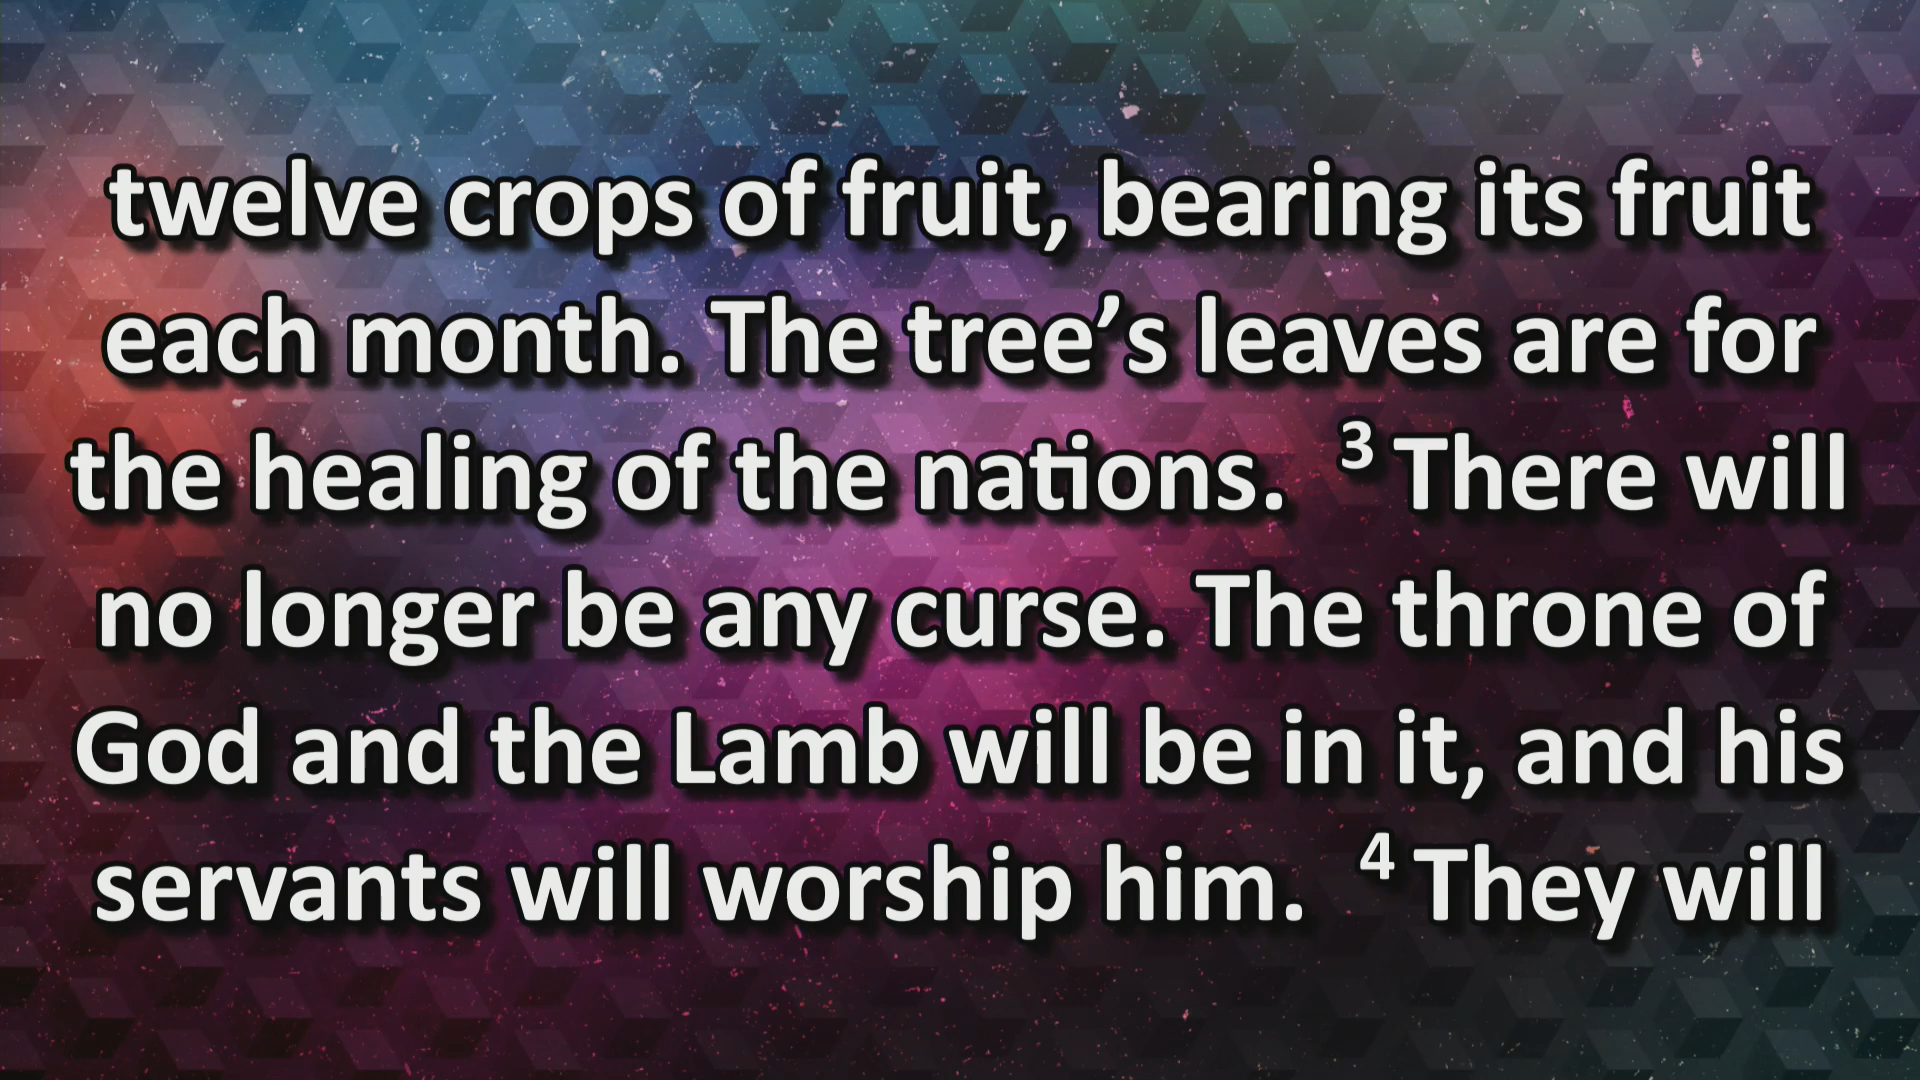 twelve crops of fruit, bearing its fruit
each month. The tree’s leaves are for
the healing of the nations. ³ There will
no longer be any curse. The throne of
God and the Lamb will be in it, and his
servants will worship him. ⁴ They will